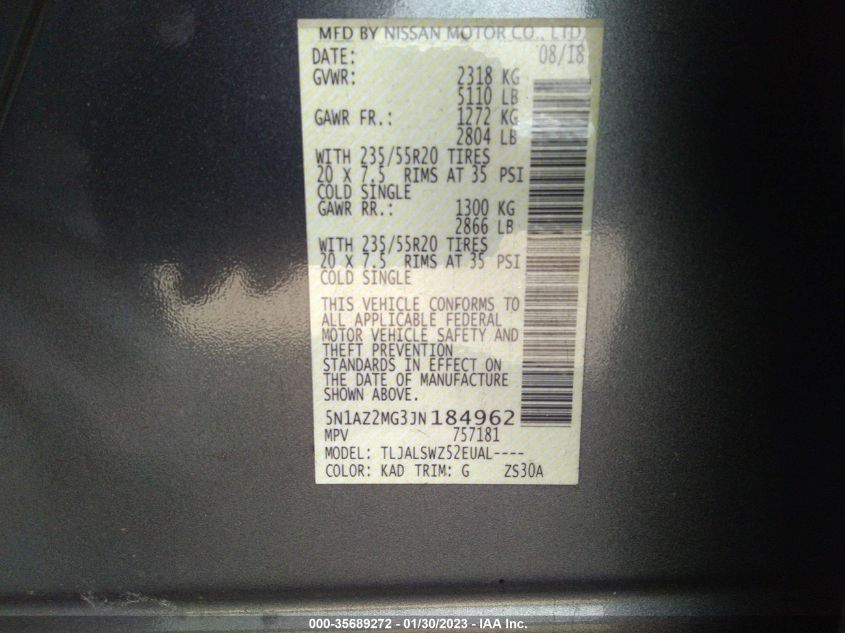 MFD BY NISSAN MOTOR CO., LTD.
DATE: 08/18
GVWR: 2318 KG
5110 LB
GAWR FR.: 1272 KG
2804 LB
WITH 235/55R20 TIRES
20 X 7.5 RIMS AT 35 PSI
COLD SINGLE
GAWR RR.: 1300 KG
2866 LB
WITH 235/55R20 TIRES
20 X 7.5 RIMS AT 35 PSI
COLD SINGLE
THIS VEHICLE CONFORMS TO
ALL APPLICABLE FEDERAL
MOTOR VEHICLE SAFETY AND
THEFT PREVENTION
STANDARDS IN EFFECT ON
THE DATE OF MANUFACTURE
SHOWN ABOVE.
5N1AZ2MG3JN184962
MPV 757181
MODEL: TLJALSWZ52EUAL----
COLOR: KAD TRIM: G ZS30A
000-35689272 - 01/30/2023 - IAA Inc.